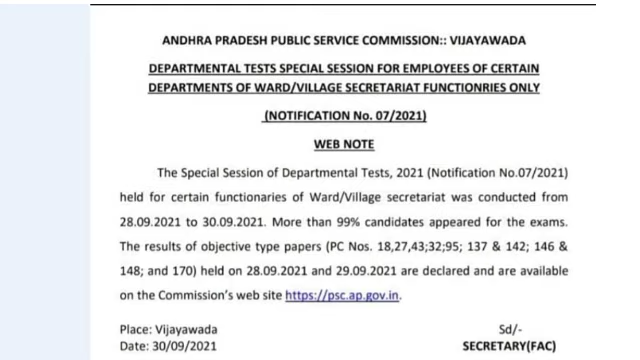 ANDHRA PRADESH PUBLIC SERVICE COMMISSION:: VIJAYAWADA
DEPARTMENTAL TESTS SPECIAL SESSION FOR EMPLOYEES OF CERTAIN
DEPARTMENTS OF WARD/VILLAGE SECRETARIAT FUNCTIONRIES ONLY
(NOTIFICATION No. 07/2021)
WEB NOTE
The Special Session of Departmental Tests, 2021 (Notification No.07/2021)
held for certain functionaries of Ward/Village secretariat was conducted from
28.09.2021 to 30.09.2021. More than 99% candidates appeared for the exams.
The results of objective type papers (PC Nos. 18,27,43;32;95; 137 & 142; 146 &
148; and 170) held on 28.09.2021 and 29.09.2021 are declared and are available
on the Commission's web site https://psc.ap.gov.in.
Place: Vijayawada Sd/-
Date: 30/09/2021 SECRETARY(FAC)